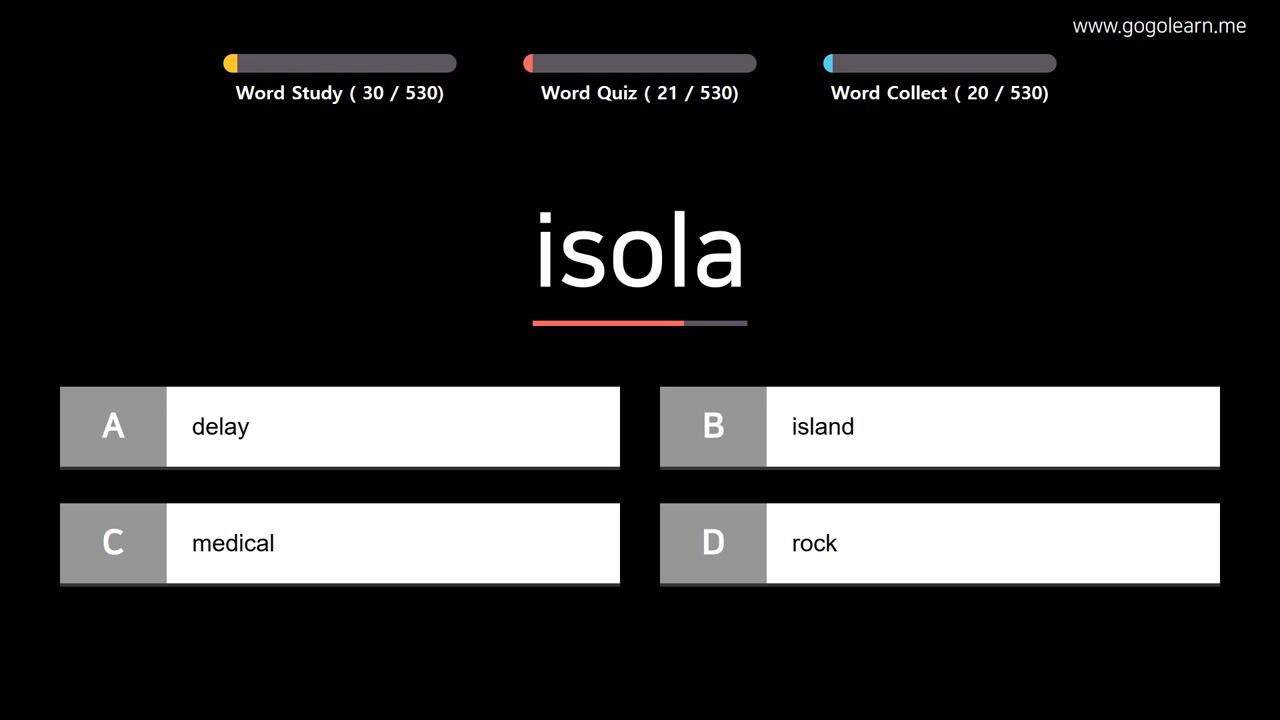 www.gogolearn.me
Word Study ( 30 / 530)
Word Quiz ( 21 / 530)
Word Collect ( 20 / 530)
isola
A delay
B island
C medical
D rock